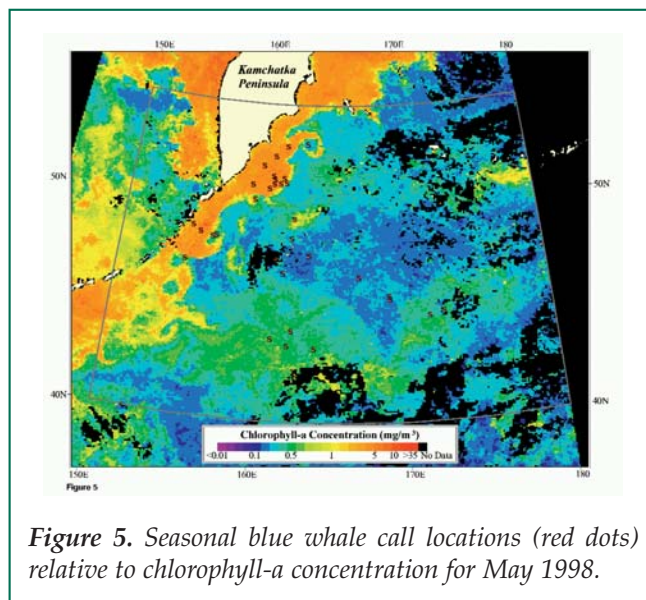 150E 160E 170E 180
Kamchatka
Peninsula
50N 50N
40N 40N
Chlorophyll-a Concentration (mg/m³)
<0.01 0.1 0.5 1 5 10 >35 No Data
150E 160E 170E 180
Figure 5
Figure 5. Seasonal blue whale call locations (red dots)
relative to chlorophyll-a concentration for May 1998.